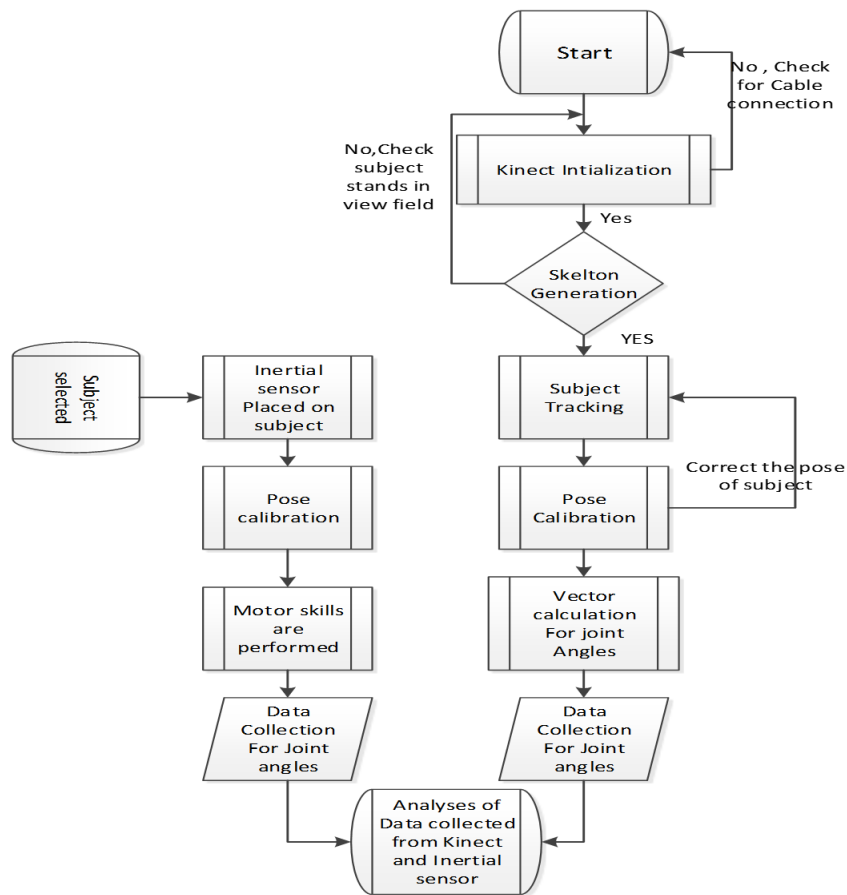 Start
No , Check
for Cable
connection
No,Check
subject
stands in
view field
Kinect Intialization
Yes
Skelton
Generation
YES
Subject
selected
Inertial
sensor
Placed on
subject
Subject
Tracking
Correct the pose
of subject
Pose
calibration
Pose
Calibration
Motor skills
are
performed
Vector
calculation
For joint
Angles
Data
Collection
For Joint
angles
Data
Collection
For Joint
angles
Analyses of
Data collected
from Kinect
and Inertial
sensor